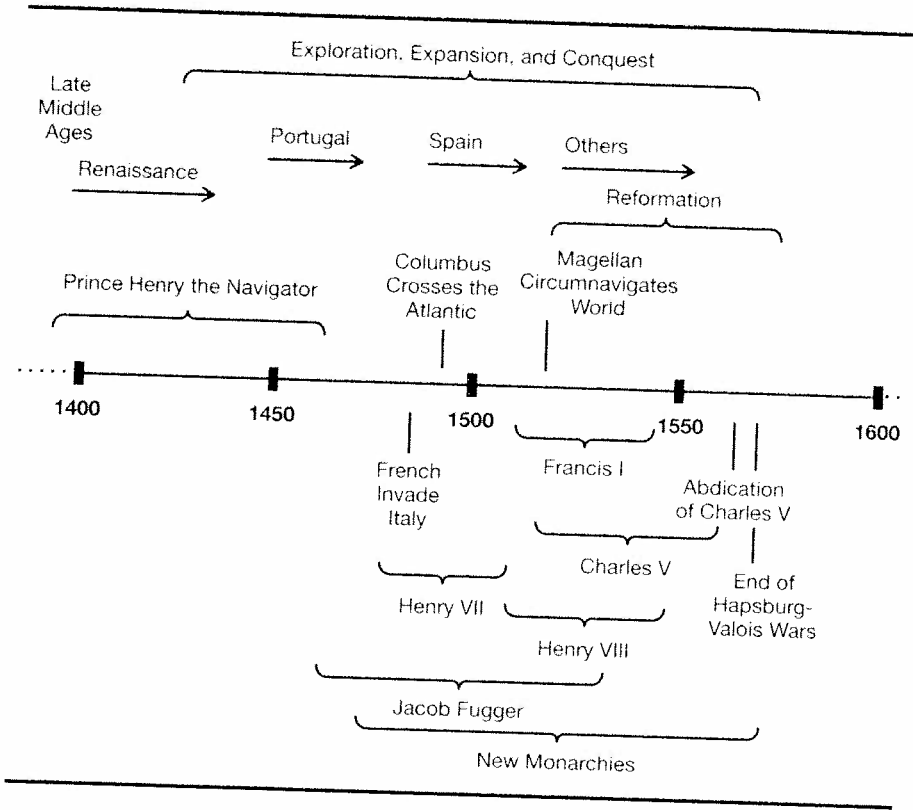 Exploration, Expansion, and Conquest
Late
Middle
Ages
Portugal
Spain
Others
Renaissance
Reformation
Prince Henry the Navigator
Columbus
Crosses the
Atlantic
Magellan
Circumnavigates
World
1400
1450
1500
1550
1600
French
Invade
Italy
Francis I
Abdication
of Charles V
Charles V
End of
Hapsburg-
Valois Wars
Henry VII
Henry VIII
Jacob Fugger
New Monarchies